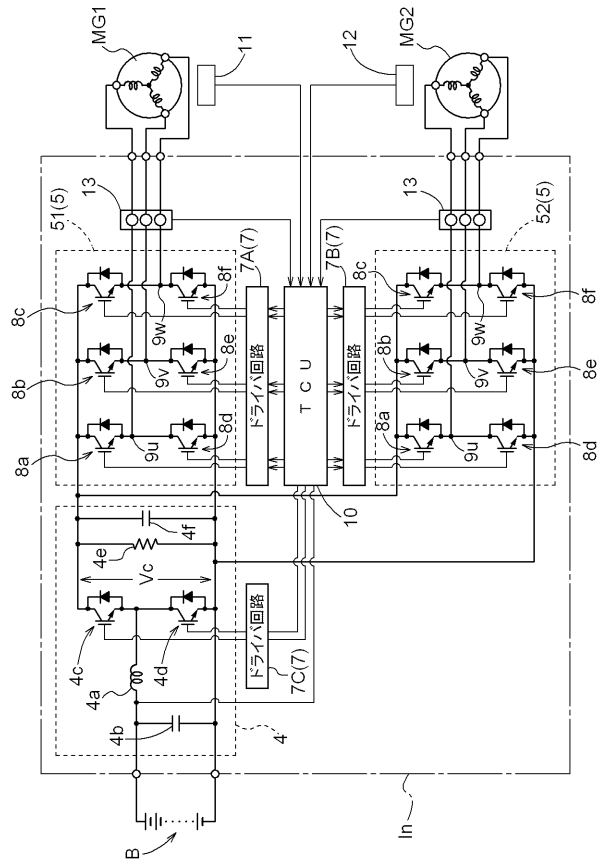 MG1
11
12
MG2
13
13
51(5)
52(5)
7A(7)
7B(7)
8c
8f
9w
8b
8e
9v
8a
8d
9u
ドライバ回路
TCU
ドライバ回路
8c
9w
8f
8b
9v
8e
8a
9u
8d
10
4f
4e
Vc
4c
4d
4a
4b
4
ドライバ回路
7C(7)
B
In